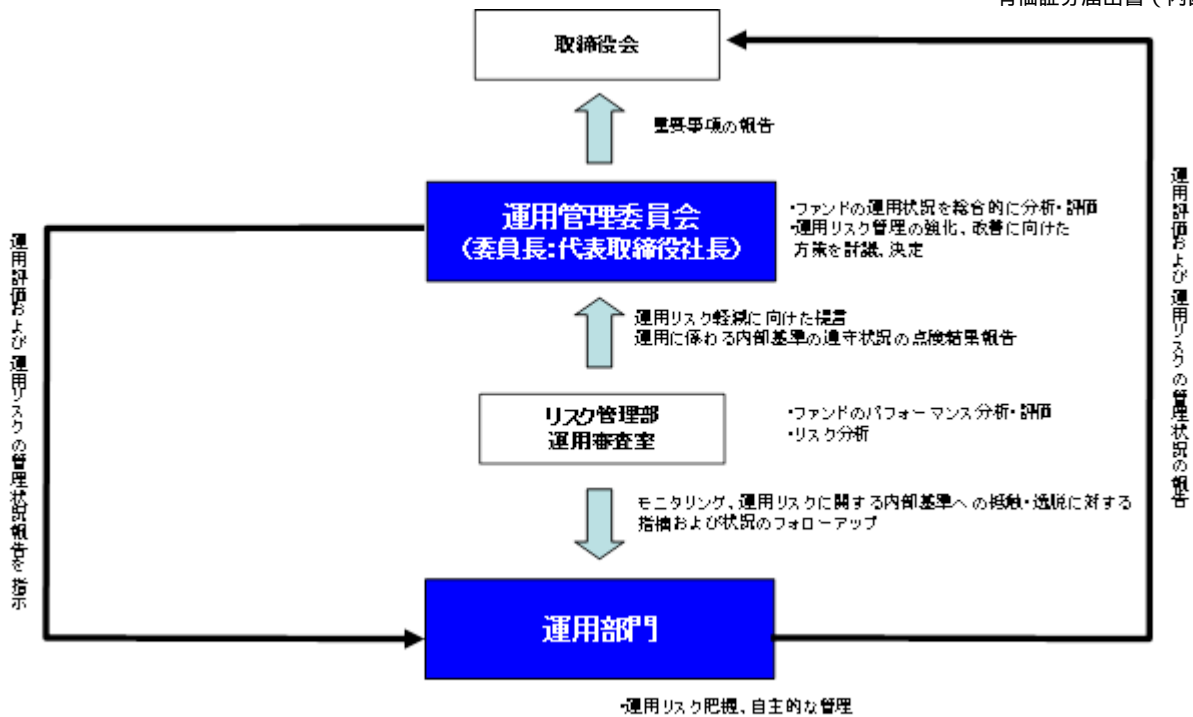 有価証券届出書(内
取締役会
重要事項の報告
運用管理委員会
(委員長:代表取締役社長)
・ファンドの運用状況を総合的に分析・評価
・運用リスク管理の強化、改善に向けた
方策を討議、決定
運用リスク軽減に向けた提言
運用に係わる内部基準の遵守状況の点検結果報告
リスク管理部
運用審査室
・ファンドのパフォーマンス分析・評価
・リスク分析
モニタリング、運用リスクに関する内部基準への抵触・逸脱に対する
指摘および状況のフォローアップ
運用部門
・運用リスク把握、自主的な管理
運用評価および運用リスクの管理状況報告を指示
運用評価および運用リスクの管理状況の報告